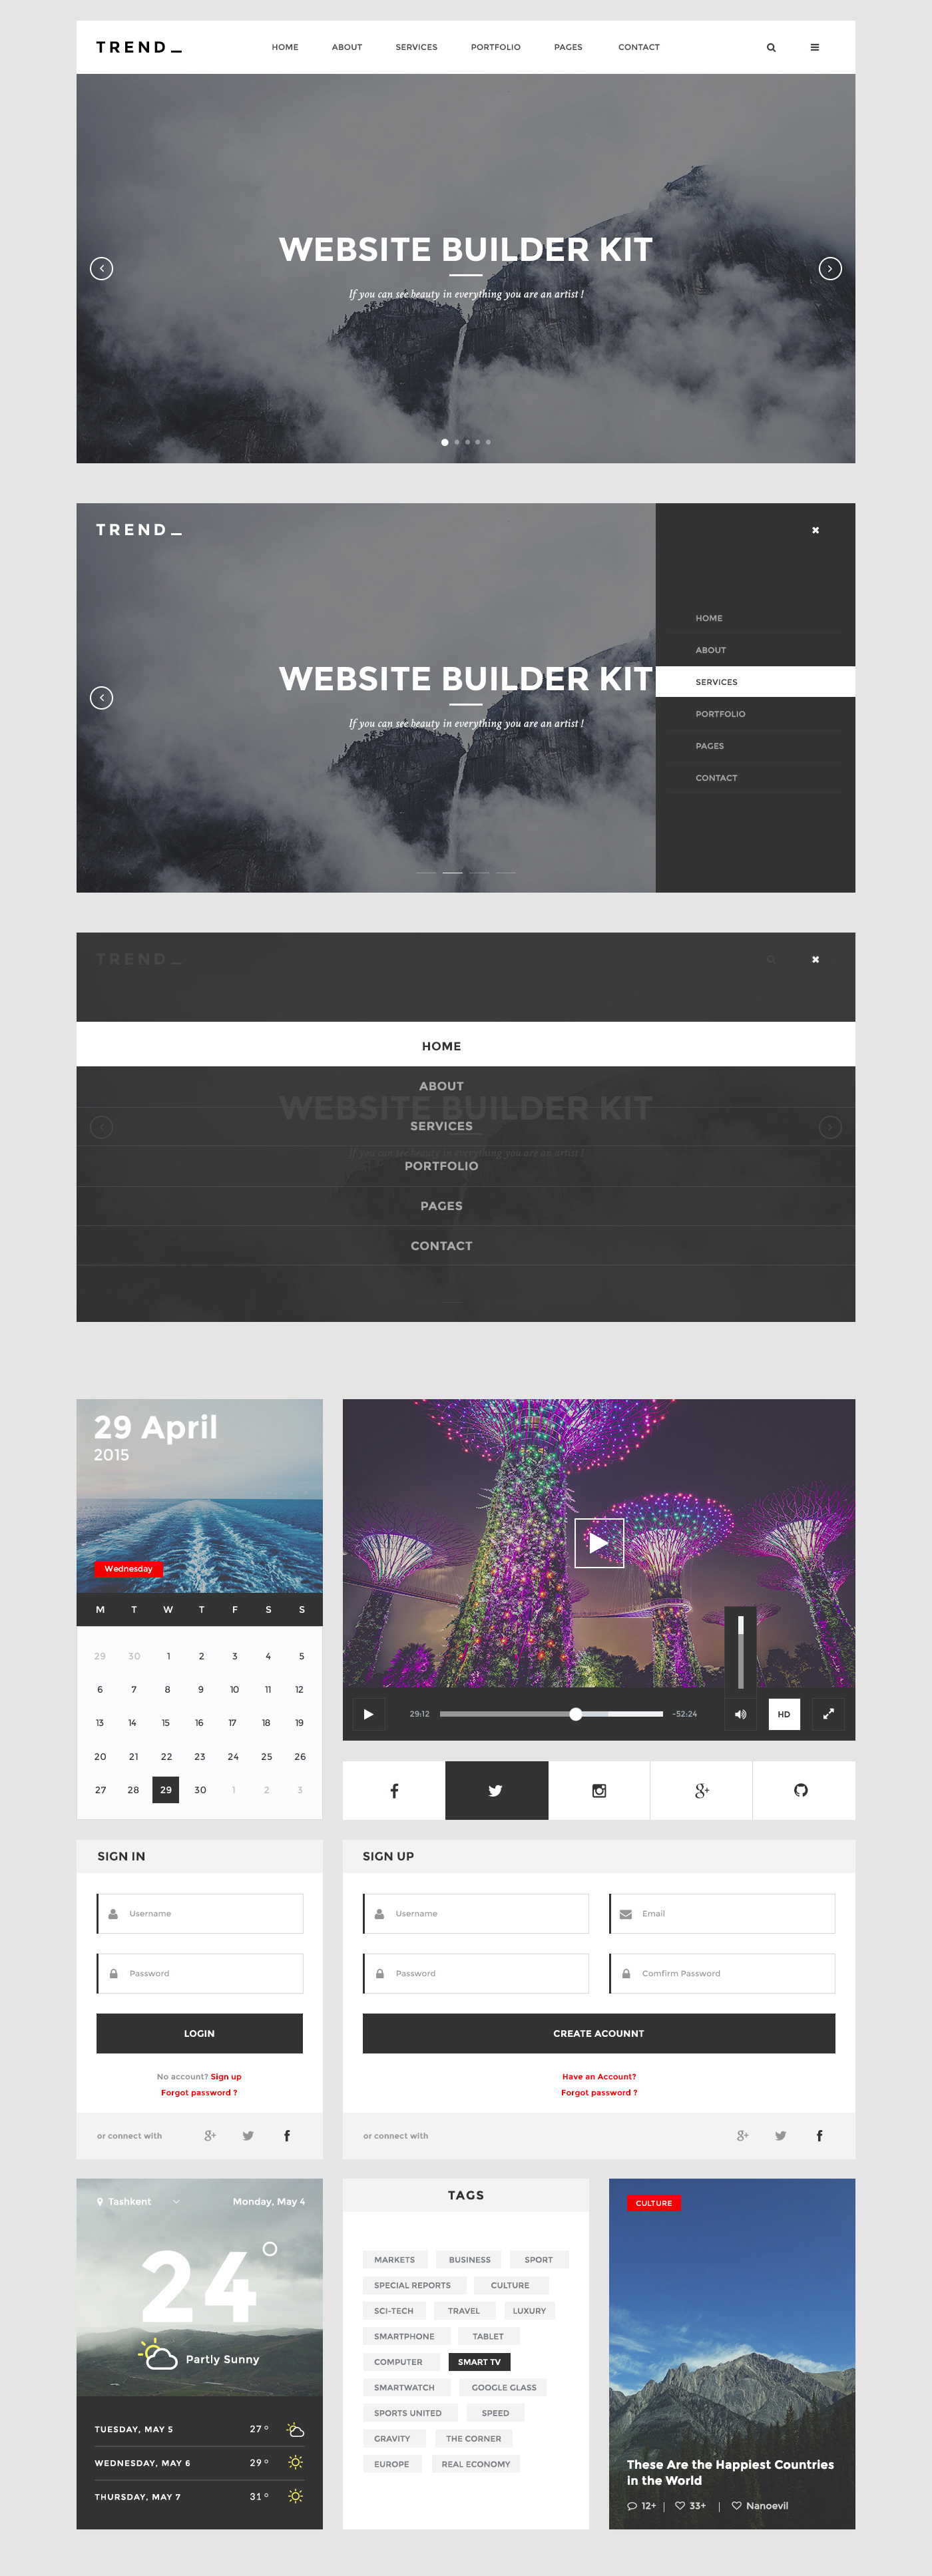 TREND_ HOME ABOUT SERVICES PORTFOLIO PAGES CONTACT
WEBSITE BUILDER KIT
If you can see beauty in everything you are an artist !
TREND_
HOME
ABOUT
WEBSITE BUILDER KIT
SERVICES
PORTFOLIO
If you can see beauty in everything you are an artist !
PAGES
CONTACT
TREND_
HOME
ABOUT
WEBSITE BUILDER KIT
SERVICES
If you can see beauty in everything you are an artist !
PORTFOLIO
PAGES
CONTACT
29 April
2015
Wednesday
M T W T F S S
29 30 1 2 3 4 5
6 7 8 9 10 11 12
13 14 15 16 17 18 19
20 21 22 23 24 25 26
27 28 29 30 1 2 3
29:12 -52:24 HD
SIGN IN
Username
Password
LOGIN
No account? Sign up
Forgot password ?
or connect with
SIGN UP
Username Email
Password Comfirm Password
CREATE ACOUNNT
Have an Account?
Forgot password ?
or connect with
Tashkent Monday, May 4
24°
Partly Sunny
TUESDAY, MAY 5 27°
WEDNESDAY, MAY 6 29°
THURSDAY, MAY 7 31°
TAGS
MARKETS BUSINESS SPORT
SPECIAL REPORTS CULTURE
SCI-TECH TRAVEL LUXURY
SMARTPHONE TABLET
COMPUTER SMART TV
SMARTWATCH GOOGLE GLASS
SPORTS UNITED SPEED
GRAVITY THE CORNER
EUROPE REAL ECONOMY
CULTURE
These Are the Happiest Countries
in the World
12+ | 33+ | Nanoevil